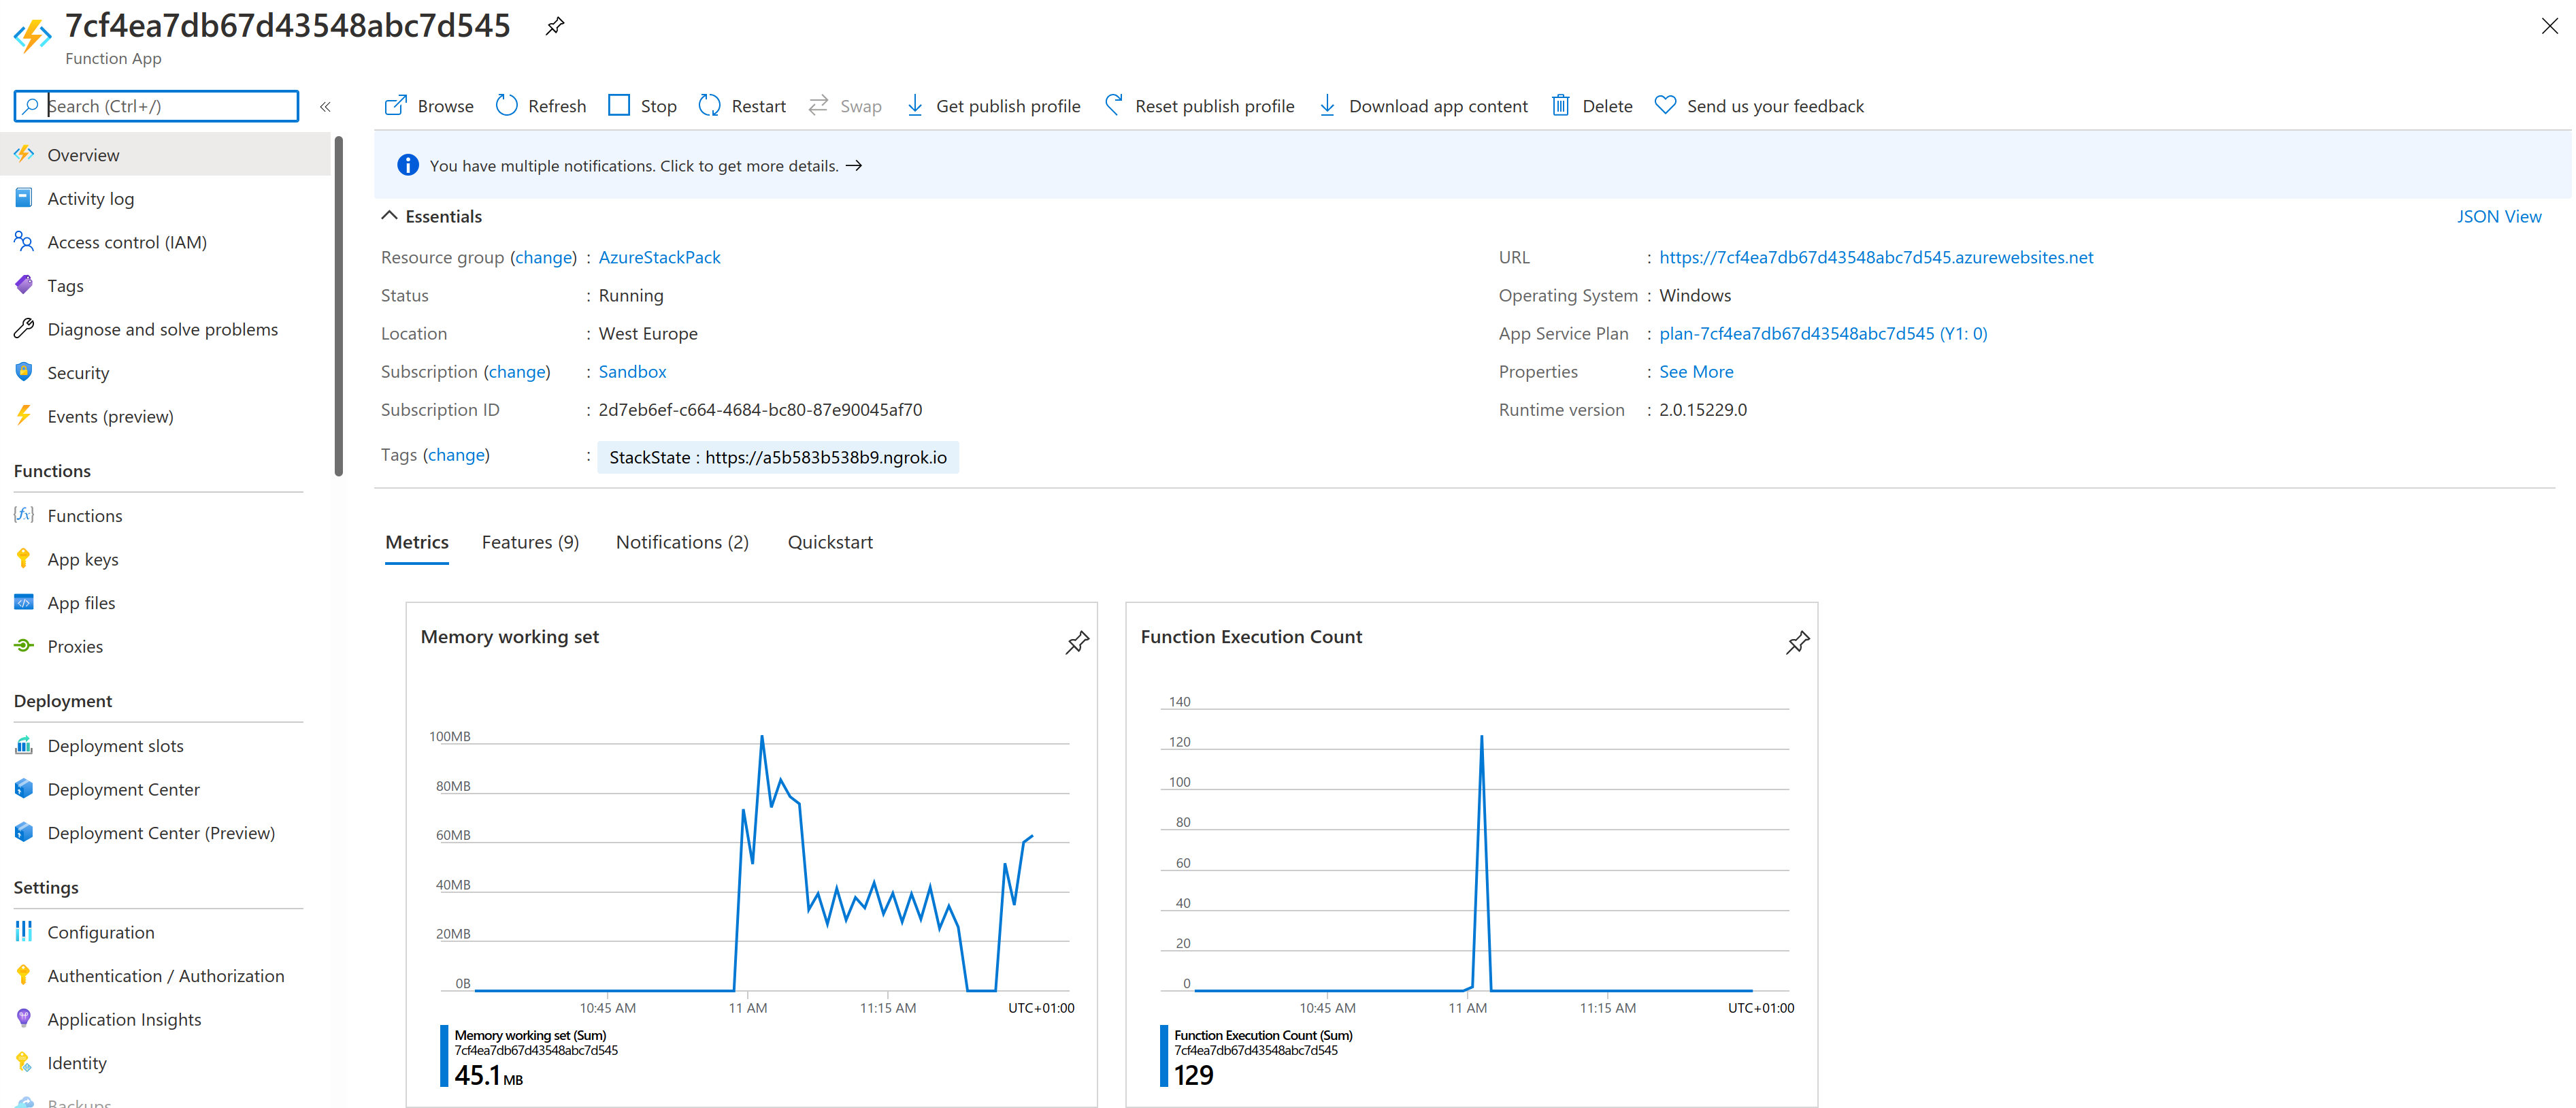 7cf4ea7db67d43548abc7d545
Function App
Search (Ctrl+/)
«
Overview
Activity log
Access control (IAM)
Tags
Diagnose and solve problems
Security
Events (preview)
Functions
Functions
App keys
App files
Proxies
Deployment
Deployment slots
Deployment Center
Deployment Center (Preview)
Settings
Configuration
Authentication / Authorization
Application Insights
Identity
Backups
Browse Refresh Stop Restart Swap Get publish profile Reset publish profile Download app content Delete Send us your feedback
You have multiple notifications. Click to get more details. →
Essentials JSON View
Resource group (change) : AzureStackPack
Status : Running
Location : West Europe
Subscription (change) : Sandbox
Subscription ID : 2d7eb6ef-c664-4684-bc80-87e90045af70
Tags (change) : StackState : https://a5b583b538b9.ngrok.io
URL : https://7cf4ea7db67d43548abc7d545.azurewebsites.net
Operating System : Windows
App Service Plan : plan-7cf4ea7db67d43548abc7d545 (Y1: 0)
Properties : See More
Runtime version : 2.0.15229.0
Metrics Features (9) Notifications (2) Quickstart
Memory working set
100MB
80MB
60MB
40MB
20MB
0B
10:45 AM 11 AM 11:15 AM UTC+01:00
Memory working set (Sum)
7cf4ea7db67d43548abc7d545
45.1 MB
Function Execution Count
140
120
100
80
60
40
20
0
10:45 AM 11 AM 11:15 AM UTC+01:00
Function Execution Count (Sum)
7cf4ea7db67d43548abc7d545
129